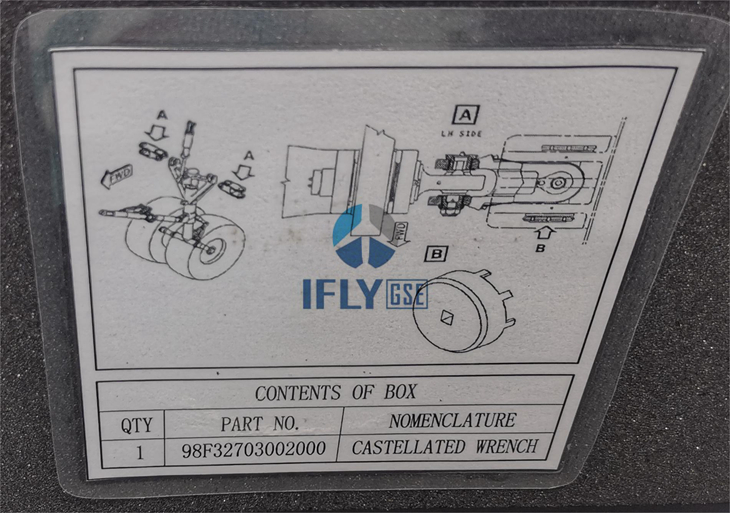 A
A
FWD
A
LH SIDE
B
FWD
B
IFLY GSE
CONTENTS OF BOX
QTY PART NO. NOMENCLATURE
1 98F32703002000 CASTELLATED WRENCH